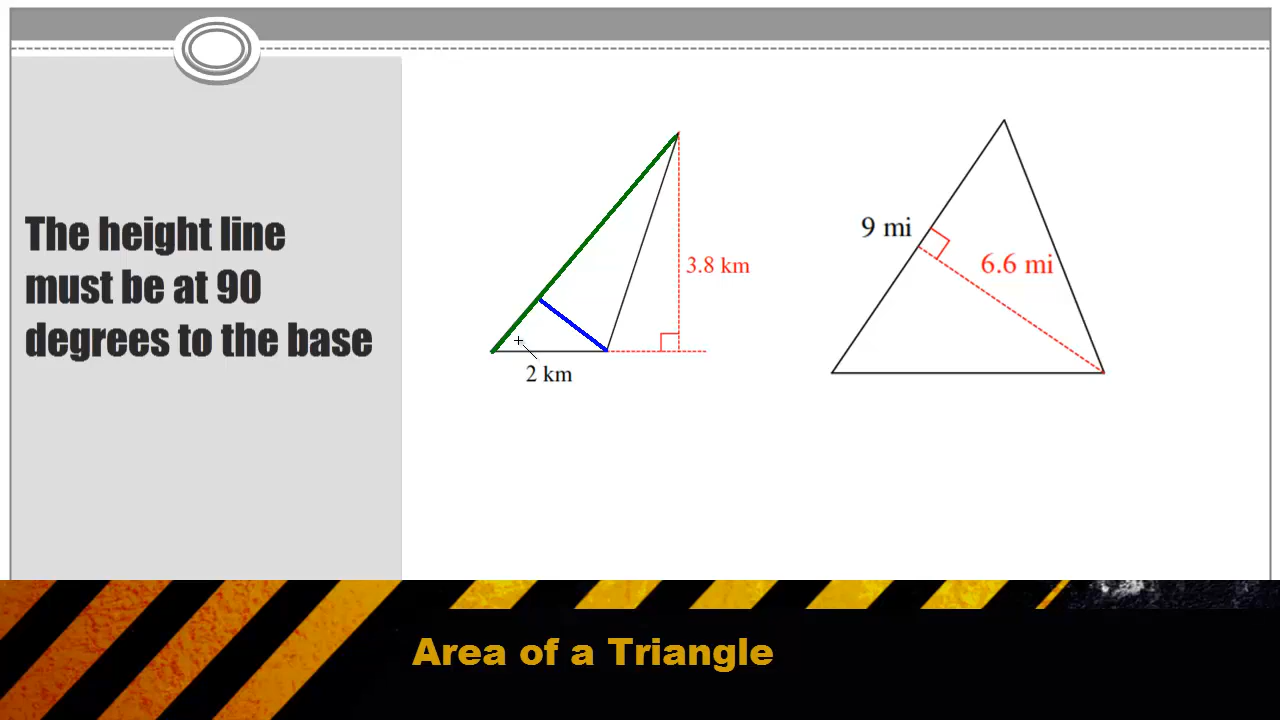 The height line
must be at 90
degrees to the base
3.8 km
2 km
9 mi
6.6 mi
Area of a Triangle